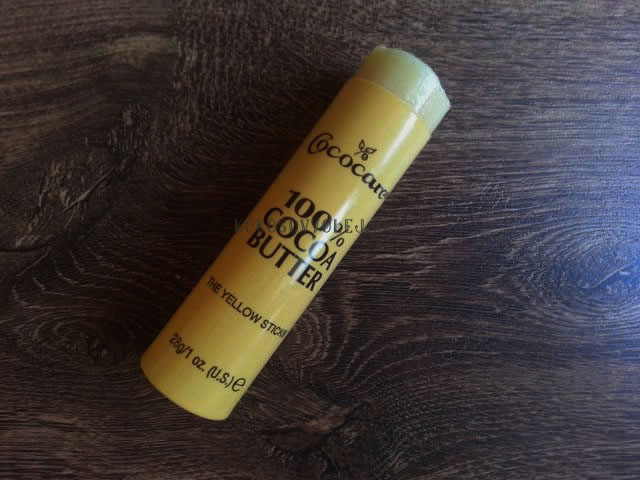 Cococare
100%
COCOA
BUTTER
THE YELLOW STICK
28g/1 oz. (U.S.) e